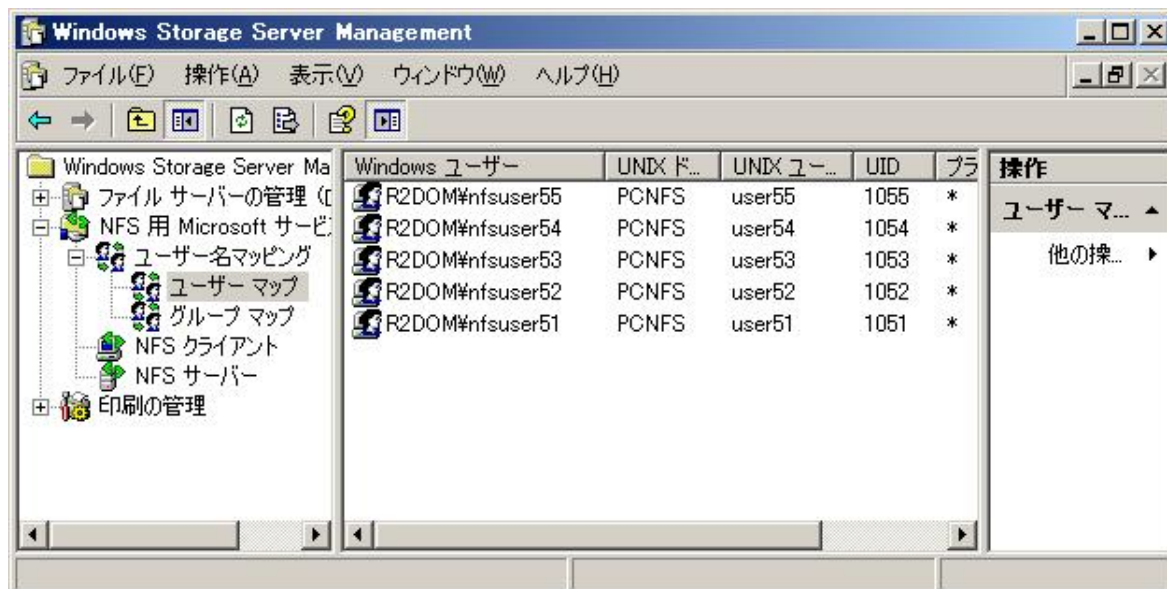 Windows Storage Server Management
ファイル(F) 操作(A) 表示(V) ウィンドウ(W) ヘルプ(H)
Windows Storage Server Ma
ファイル サーバーの管理 (
NFS 用 Microsoft サービ
ユーザー名マッピング
ユーザー マップ
グループ マップ
NFS クライアント
NFS サーバー
印刷の管理
Windows ユーザー UNIX ド... UNIX ユー... UID プラ
R2DOM¥nfsuser55 PCNFS user55 1055 *
R2DOM¥nfsuser54 PCNFS user54 1054 *
R2DOM¥nfsuser53 PCNFS user53 1053 *
R2DOM¥nfsuser52 PCNFS user52 1052 *
R2DOM¥nfsuser51 PCNFS user51 1051 *
操作
ユーザー マ...
他の操...